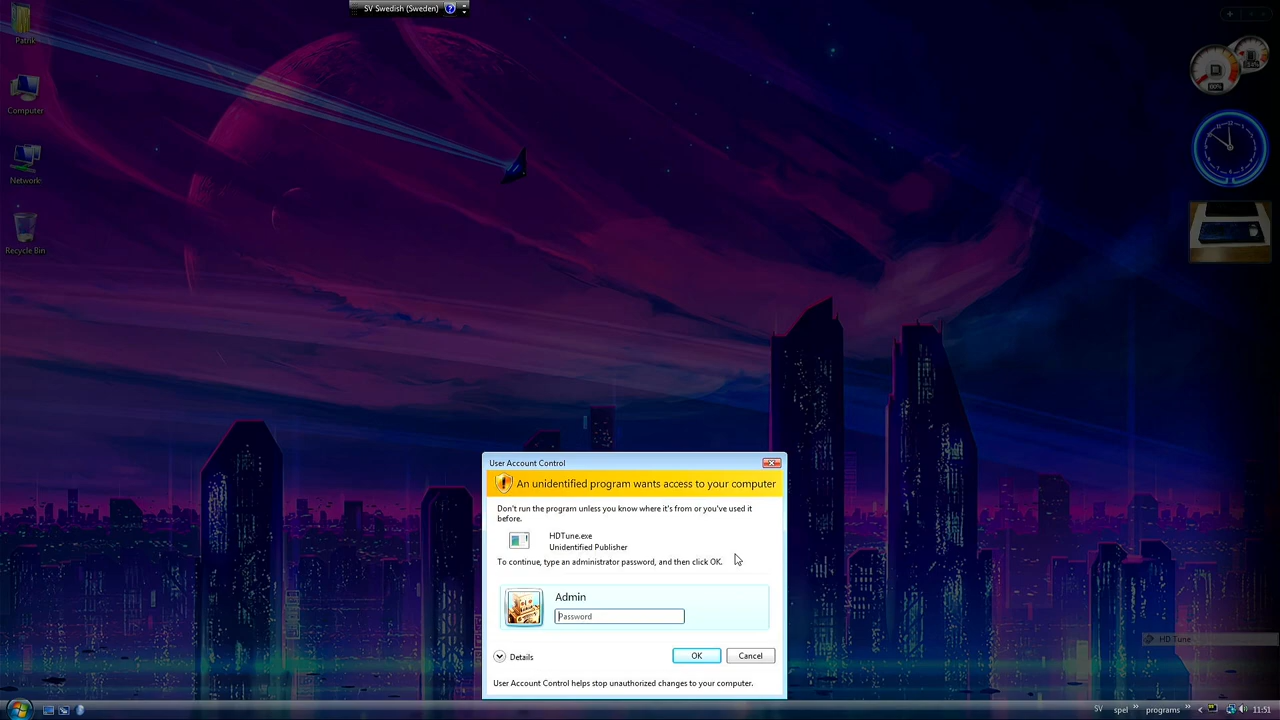 SV Swedish (Sweden)
Patrik
Computer
Network
Recycle Bin
80%
User Account Control
An unidentified program wants access to your computer
Don't run the program unless you know where it's from or you've used it
before.
HDTune.exe
Unidentified Publisher
To continue, type an administrator password, and then click OK.
Admin
Password
Details
OK
Cancel
User Account Control helps stop unauthorized changes to your computer.
HD Tune
SV
spel
programs
11:51